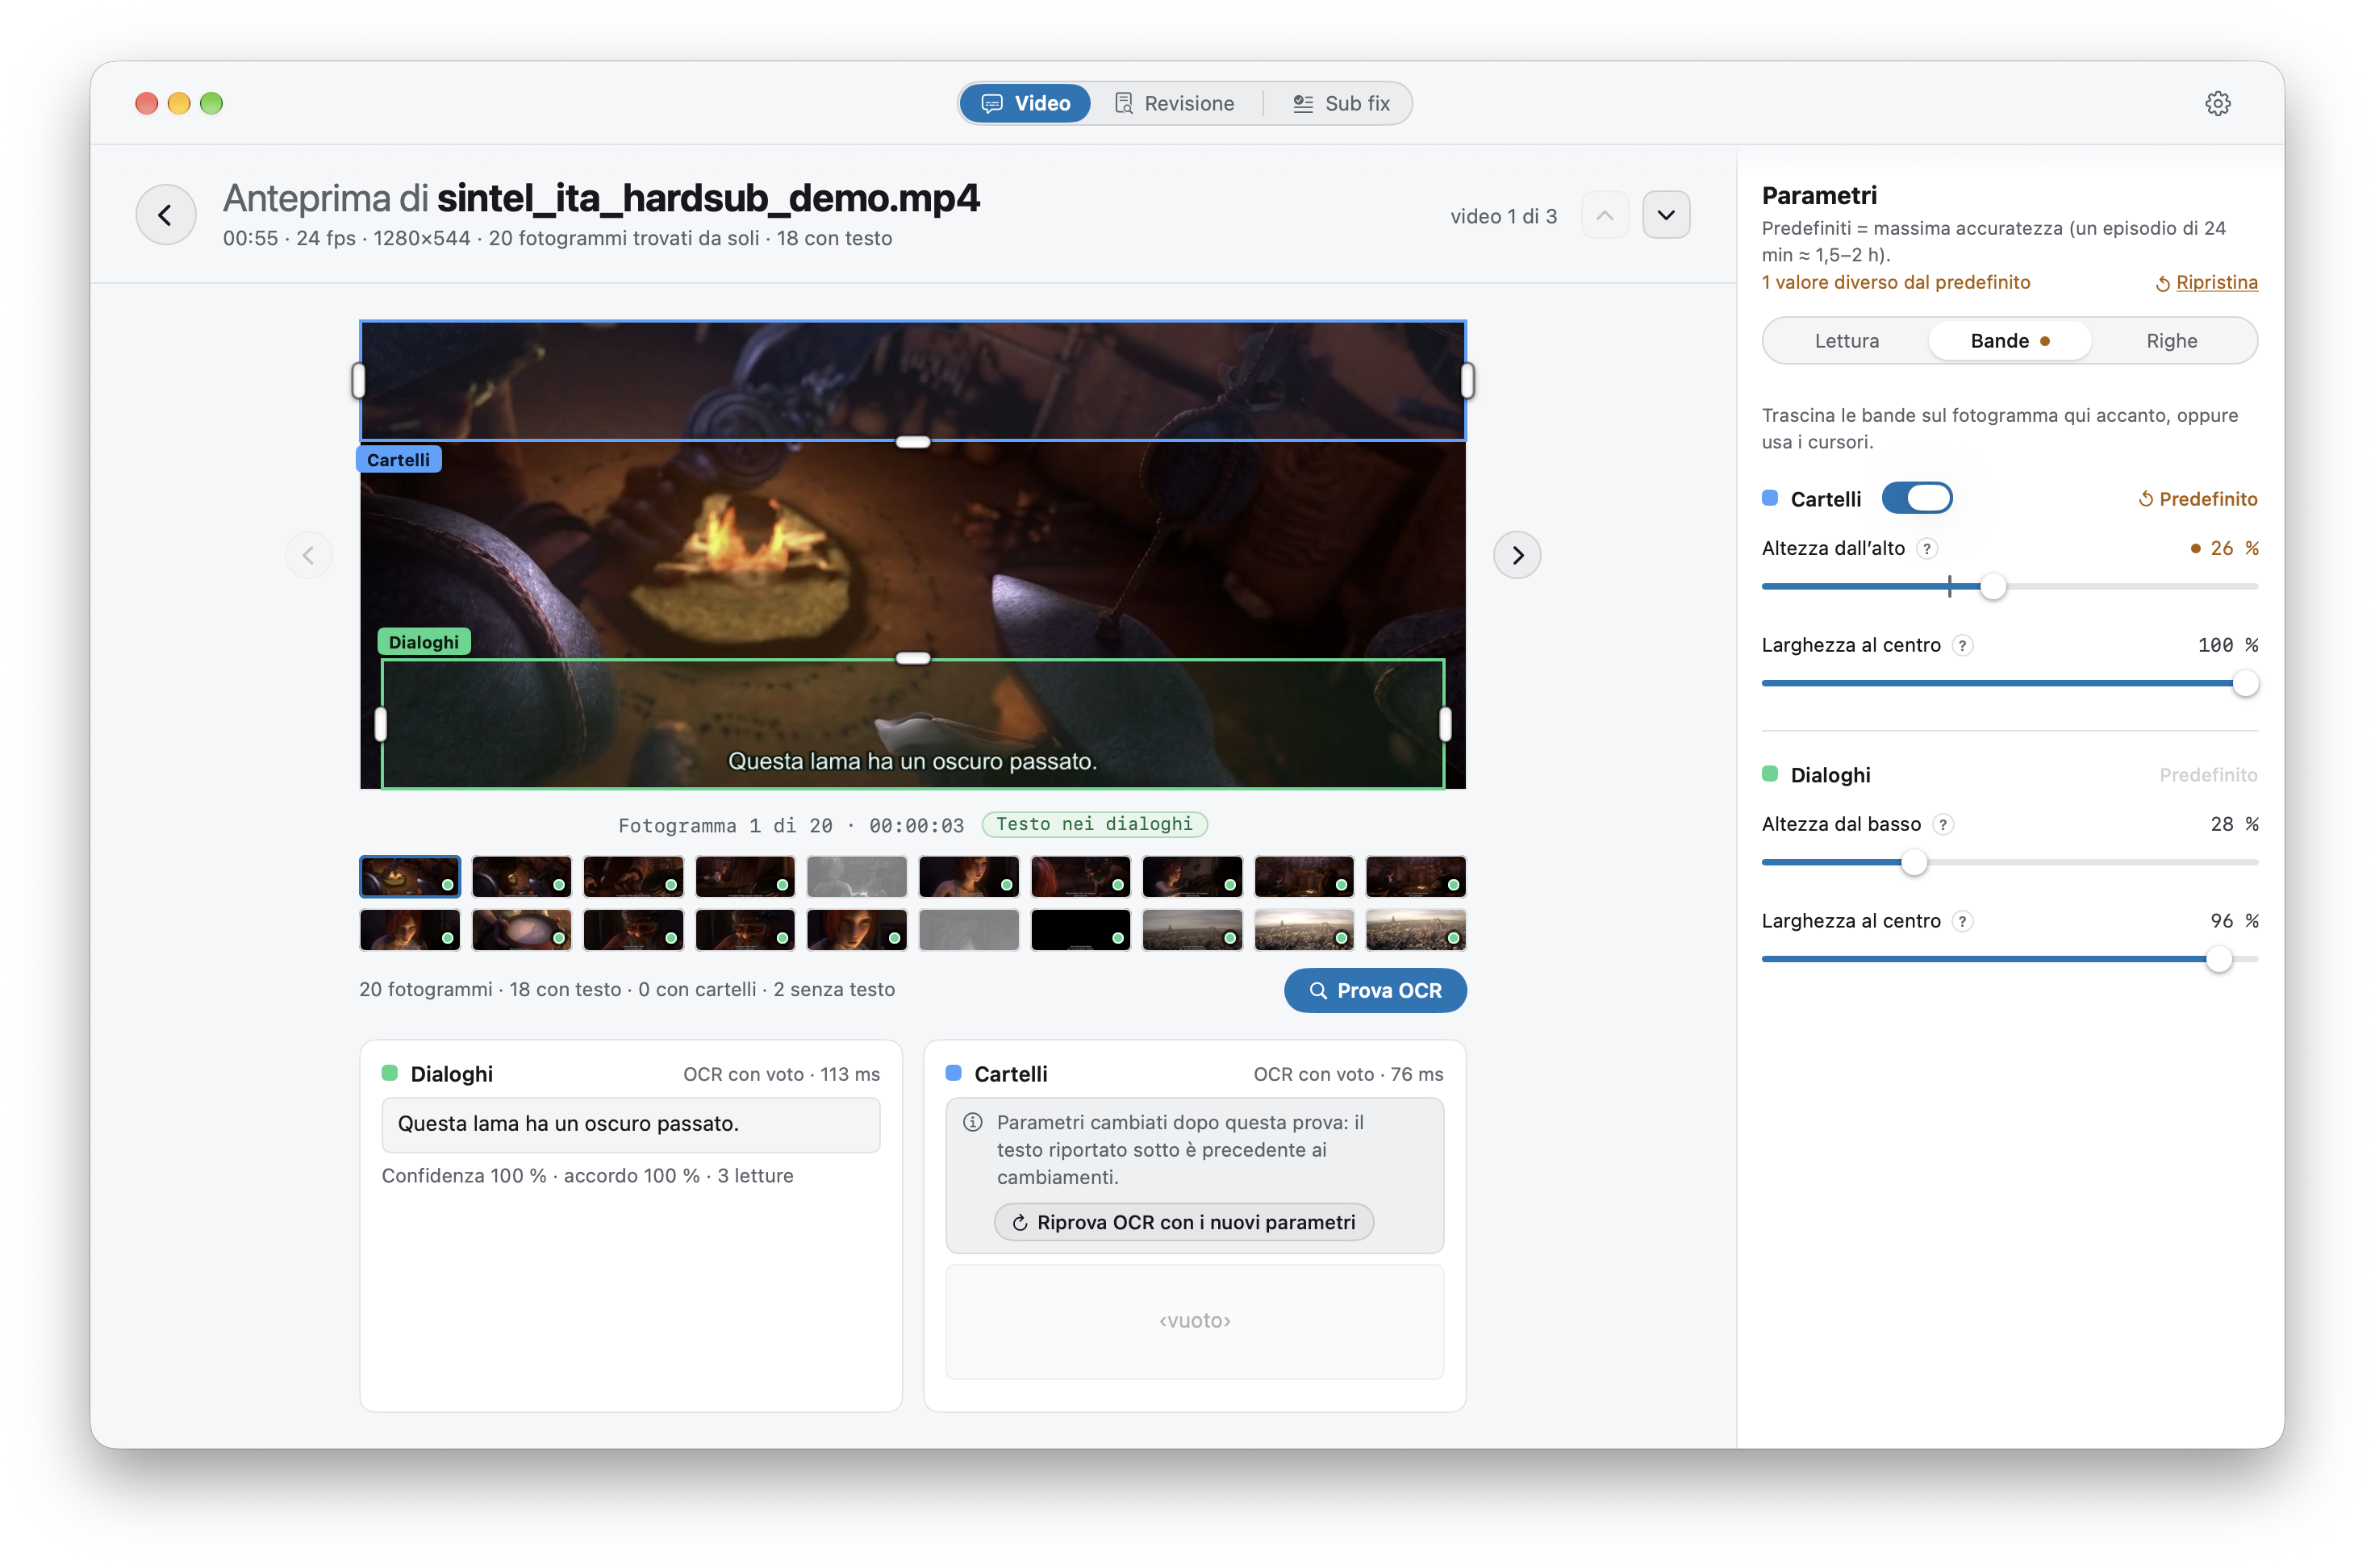 Video
Revisione
Sub fix
Anteprima di sintel_ita_hardsub_demo.mp4
00:55 · 24 fps · 1280×544 · 20 fotogrammi trovati da soli · 18 con testo
video 1 di 3
Cartelli
Dialoghi
Questa lama ha un oscuro passato.
Fotogramma 1 di 20 · 00:00:03
Testo nei dialoghi
20 fotogrammi · 18 con testo · 0 con cartelli · 2 senza testo
Prova OCR
Dialoghi
OCR con voto · 113 ms
Questa lama ha un oscuro passato.
Confidenza 100 % · accordo 100 % · 3 letture
Cartelli
OCR con voto · 76 ms
Parametri cambiati dopo questa prova: il
testo riportato sotto è precedente ai
cambiamenti.
Riprova OCR con i nuovi parametri
‹vuoto›
Parametri
Predefiniti = massima accuratezza (un episodio di 24
min ≈ 1,5–2 h).
1 valore diverso dal predefinito
Ripristina
Lettura
Bande
Righe
Trascina le bande sul fotogramma qui accanto, oppure
usa i cursori.
Cartelli
Predefinito
Altezza dall’alto ?
26 %
Larghezza al centro ?
100 %
Dialoghi
Predefinito
Altezza dal basso ?
28 %
Larghezza al centro ?
96 %